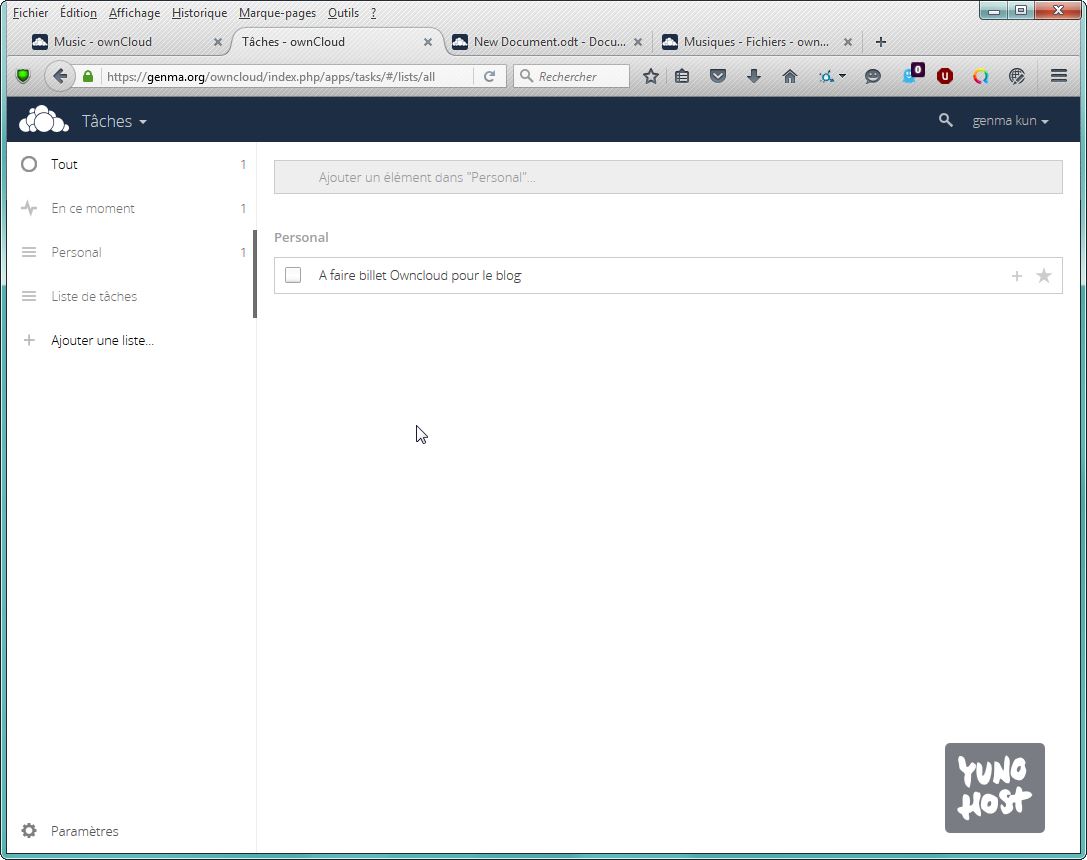 Fichier Édition Affichage Historique Marque-pages Outils ?
Music - ownCloud Tâches - ownCloud New Document.odt - Docu... Musiques - Fichiers - own...
https://genma.org/owncloud/index.php/apps/tasks/#/lists/all Rechercher 0
Tâches genma kun
Tout 1
Ajouter un élément dans "Personal"...
En ce moment 1
Personal
Personal 1
A faire billet Owncloud pour le blog
Liste de tâches
Ajouter une liste...
YUNO
HOST
Paramètres